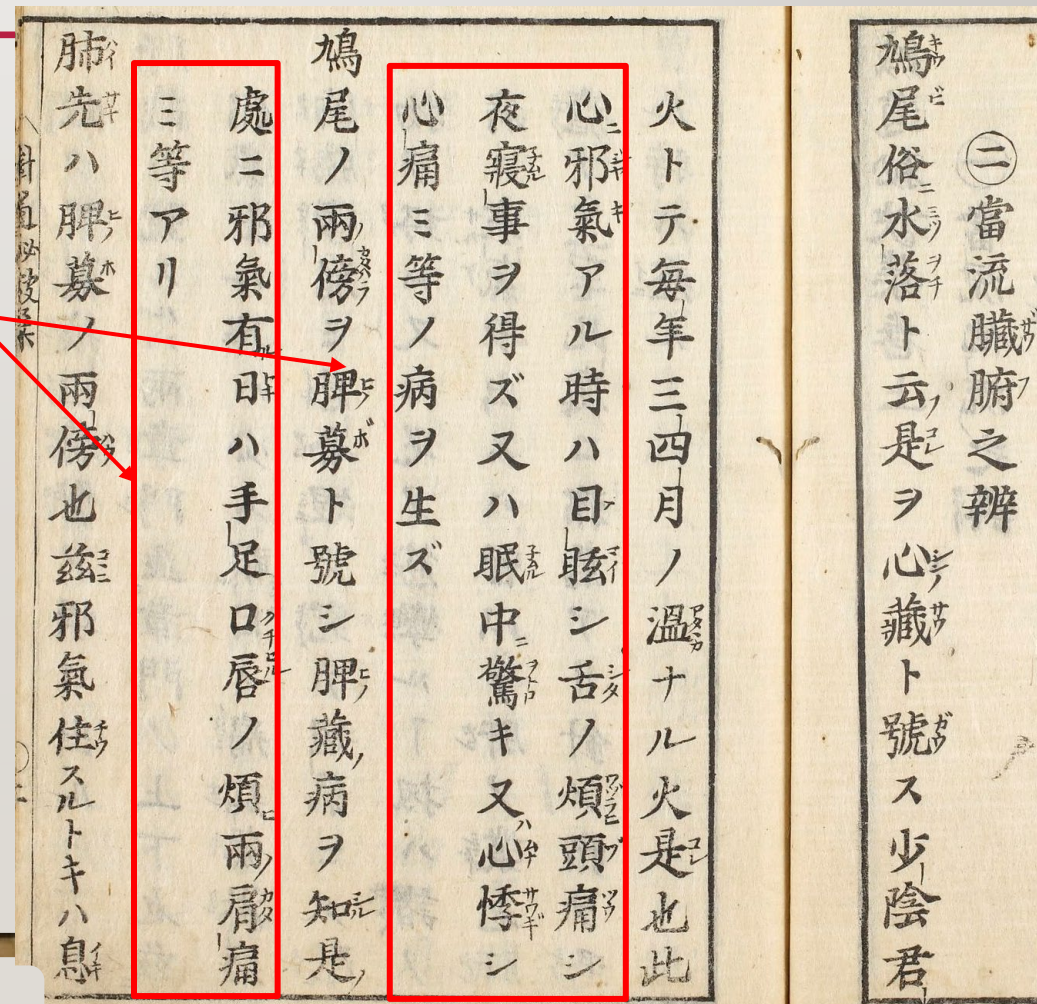 ㊁當流臟腑之辨
鳩尾俗ニ水落ト云是ヲ心藏ト號ス少陰君
火トテ毎年三四月ノ溫ナル火是也此
心ニ邪氣アル時ハ目眩シ舌ノ煩頭痛シ
夜寢事ヲ得ズ又ハ眠中ニ驚キ又ハ心悸シ
心痛ミ等ノ病ヲ生ズ
鳩尾ノ兩傍ヲ脾募ト號シ脾藏病ヲ知是
處ニ邪氣有ル日ハ手足口唇ノ煩ヒ兩ノ肩痛
ミ等アリ
肺先ハ脾募ノ兩傍也茲邪氣住スルトキハ息